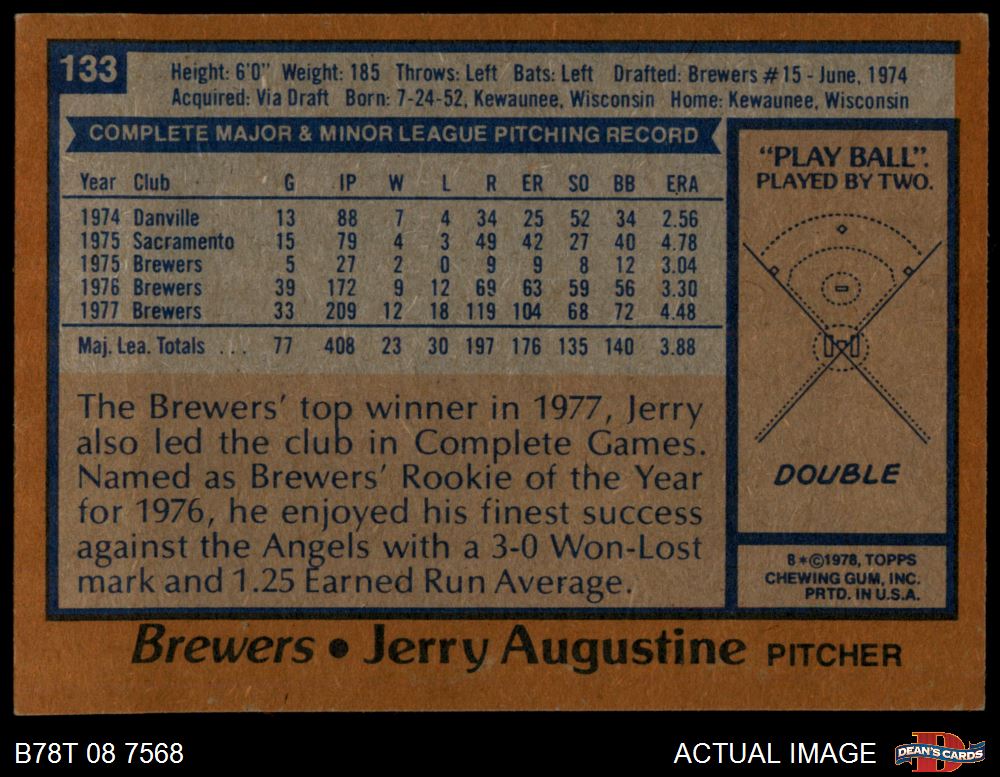 133
Height: 6'0" Weight: 185 Throws: Left Bats: Left Drafted: Brewers #15 - June, 1974
Acquired: Via Draft Born: 7-24-52, Kewaunee, Wisconsin Home: Kewaunee, Wisconsin
COMPLETE MAJOR & MINOR LEAGUE PITCHING RECORD
Year Club G IP W L R ER SO BB ERA
1974 Danville 13 88 7 4 34 25 52 34 2.56
1975 Sacramento 15 79 4 3 49 42 27 40 4.78
1975 Brewers 5 27 2 0 9 9 8 12 3.04
1976 Brewers 39 172 9 12 69 63 59 56 3.30
1977 Brewers 33 209 12 18 119 104 68 72 4.48
Maj. Lea. Totals ... 77 408 23 30 197 176 135 140 3.88
The Brewers' top winner in 1977, Jerry
also led the club in Complete Games.
Named as Brewers' Rookie of the Year
for 1976, he enjoyed his finest success
against the Angels with a 3-0 Won-Lost
mark and 1.25 Earned Run Average.
"PLAY BALL".
PLAYED BY TWO.
DOUBLE
B*©1978, TOPPS
CHEWING GUM, INC.
PRTD. IN U.S.A.
Brewers • Jerry Augustine PITCHER
B78T 08 7568
ACTUAL IMAGE
D
DEAN'S CARDS